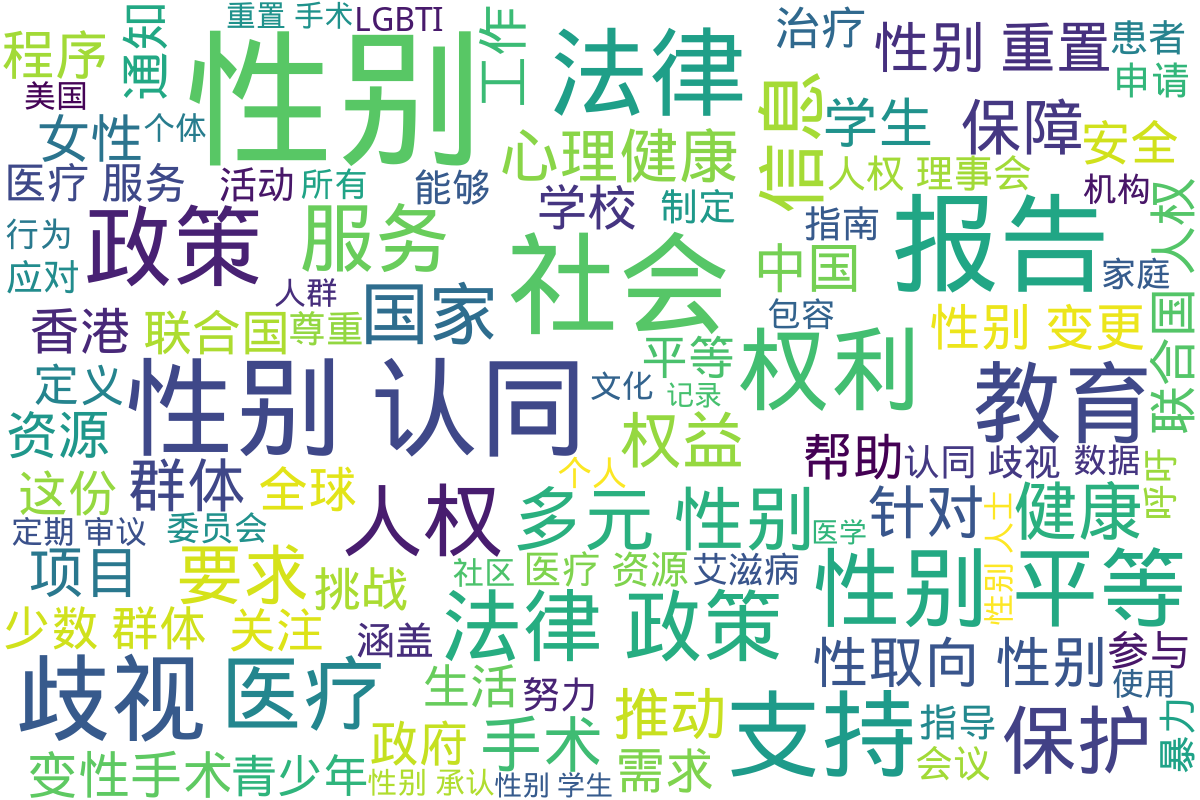 重置 手术
LGBTI
程序
通知
性别
工作
法律
治疗
性别 重置
患者
申请
美国
女性
个体
心理健康
信息
学生
保障
安全
医疗 服务
活动
所有
能够
学校
制定
人权 理事会
机构
人权
行为
政策
服务
社会
指南
报告
应对
人群
国家
中国
家庭
香港
联合国
尊重
包容
性别 变更
联合国
平等
权利
定义
性别 认同
文化
记录
教育
资源
权益
帮助
认同 歧视
数据
这份
群体
全球
个人
呼吁
人权
多元 性别
针对
健康
性别 人士
定期 审议
委员会
医学
项目
要求
挑战
社区
医疗 资源
艾滋病
性别
平等
少数 群体
关注
涵盖
法律 政策
性取向 性别
参与
歧视
医疗
生活
努力
推动
支持
使用
指导
保护
暴力
变性手术
青少年
政府
手术
需求
会议
性别 承认
性别 学生